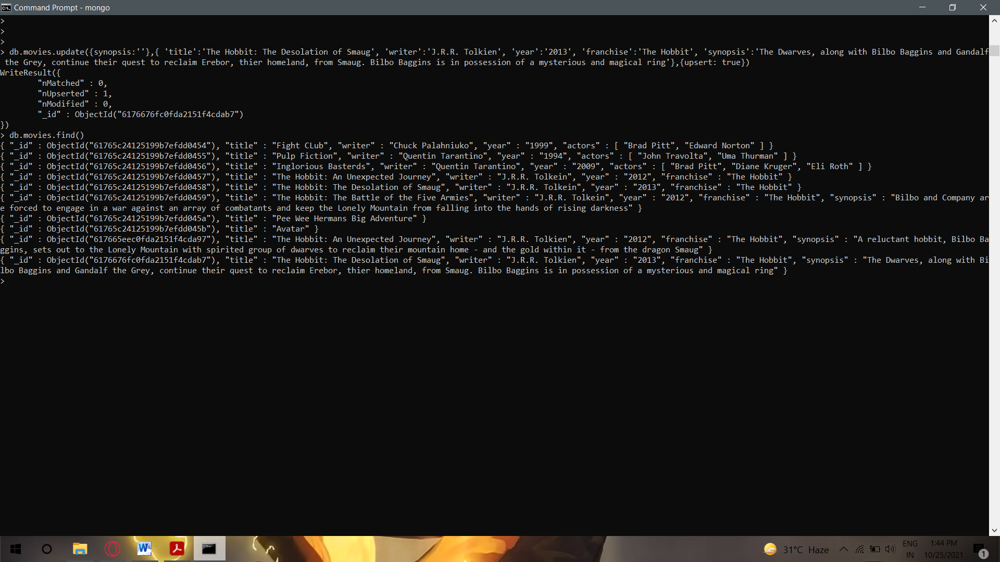 Command Prompt - mongo
>
>
>
> db.movies.update({synopsis:''},{ 'title':'The Hobbit: The Desolation of Smaug', 'writer':'J.R.R. Tolkien', 'year':'2013', 'franchise':'The Hobbit', 'synopsis':'The Dwarves, along with Bilbo Baggins and Gandalf
 the Grey, continue their quest to reclaim Erebor, thier homeland, from Smaug. Bilbo Baggins is in possession of a mysterious and magical ring'},{upsert: true})
WriteResult({
        "nMatched" : 0,
        "nUpserted" : 1,
        "nModified" : 0,
        "_id" : ObjectId("6176676fc0fda2151f4cdab7")
})
> db.movies.find()
{ "_id" : ObjectId("61765c24125199b7efdd0454"), "title" : "Fight CLub", "writer" : "Chuck Palahniuko", "year" : "1999", "actors" : [ "Brad Pitt", "Edward Norton" ] }
{ "_id" : ObjectId("61765c24125199b7efdd0455"), "title" : "Pulp Fiction", "writer" : "Quentin Tarantino", "year" : "1994", "actors" : [ "John Travolta", "Uma Thurman" ] }
{ "_id" : ObjectId("61765c24125199b7efdd0456"), "title" : "Inglorious Basterds", "writer" : "Quentin Tarantino", "year" : "2009", "actors" : [ "Brad Pitt", "Diane Kruger", "Eli Roth" ] }
{ "_id" : ObjectId("61765c24125199b7efdd0457"), "title" : "The Hobbit: An Unexpected Journey", "writer" : "J.R.R. Tolkein", "year" : "2012", "franchise" : "The Hobbit" }
{ "_id" : ObjectId("61765c24125199b7efdd0458"), "title" : "The Hobbit: The Desolation of Smaug", "writer" : "J.R.R. Tolkein", "year" : "2013", "franchise" : "The Hobbit" }
{ "_id" : ObjectId("61765c24125199b7efdd0459"), "title" : "The Hobbit: The Battle of the Five Armies", "writer" : "J.R.R. Tolkein", "year" : "2012", "franchise" : "The Hobbit", "synopsis" : "Bilbo and Company ar
e forced to engage in a war against an array of combatants and keep the Lonely Mountain from falling into the hands of rising darkness" }
{ "_id" : ObjectId("61765c24125199b7efdd045a"), "title" : "Pee Wee Hermans Big Adventure" }
{ "_id" : ObjectId("61765c24125199b7efdd045b"), "title" : "Avatar" }
{ "_id" : ObjectId("617665eec0fda2151f4cda97"), "title" : "The Hobbit: An Unexpected Journey", "writer" : "J.R.R. Tolkien", "year" : "2012", "franchise" : "The Hobbit", "synopsis" : "A reluctant hobbit, Bilbo Ba
ggins, sets out to the Lonely Mountain with spirited group of dwarves to reclaim their mountain home - and the gold within it - from the dragon Smaug" }
{ "_id" : ObjectId("6176676fc0fda2151f4cdab7"), "title" : "The Hobbit: The Desolation of Smaug", "writer" : "J.R.R. Tolkien", "year" : "2013", "franchise" : "The Hobbit", "synopsis" : "The Dwarves, along with Bi
lbo Baggins and Gandalf the Grey, continue their quest to reclaim Erebor, thier homeland, from Smaug. Bilbo Baggins is in possession of a mysterious and magical ring" }
>
31°C Haze
ENG
IN
1:44 PM
10/25/2021
1